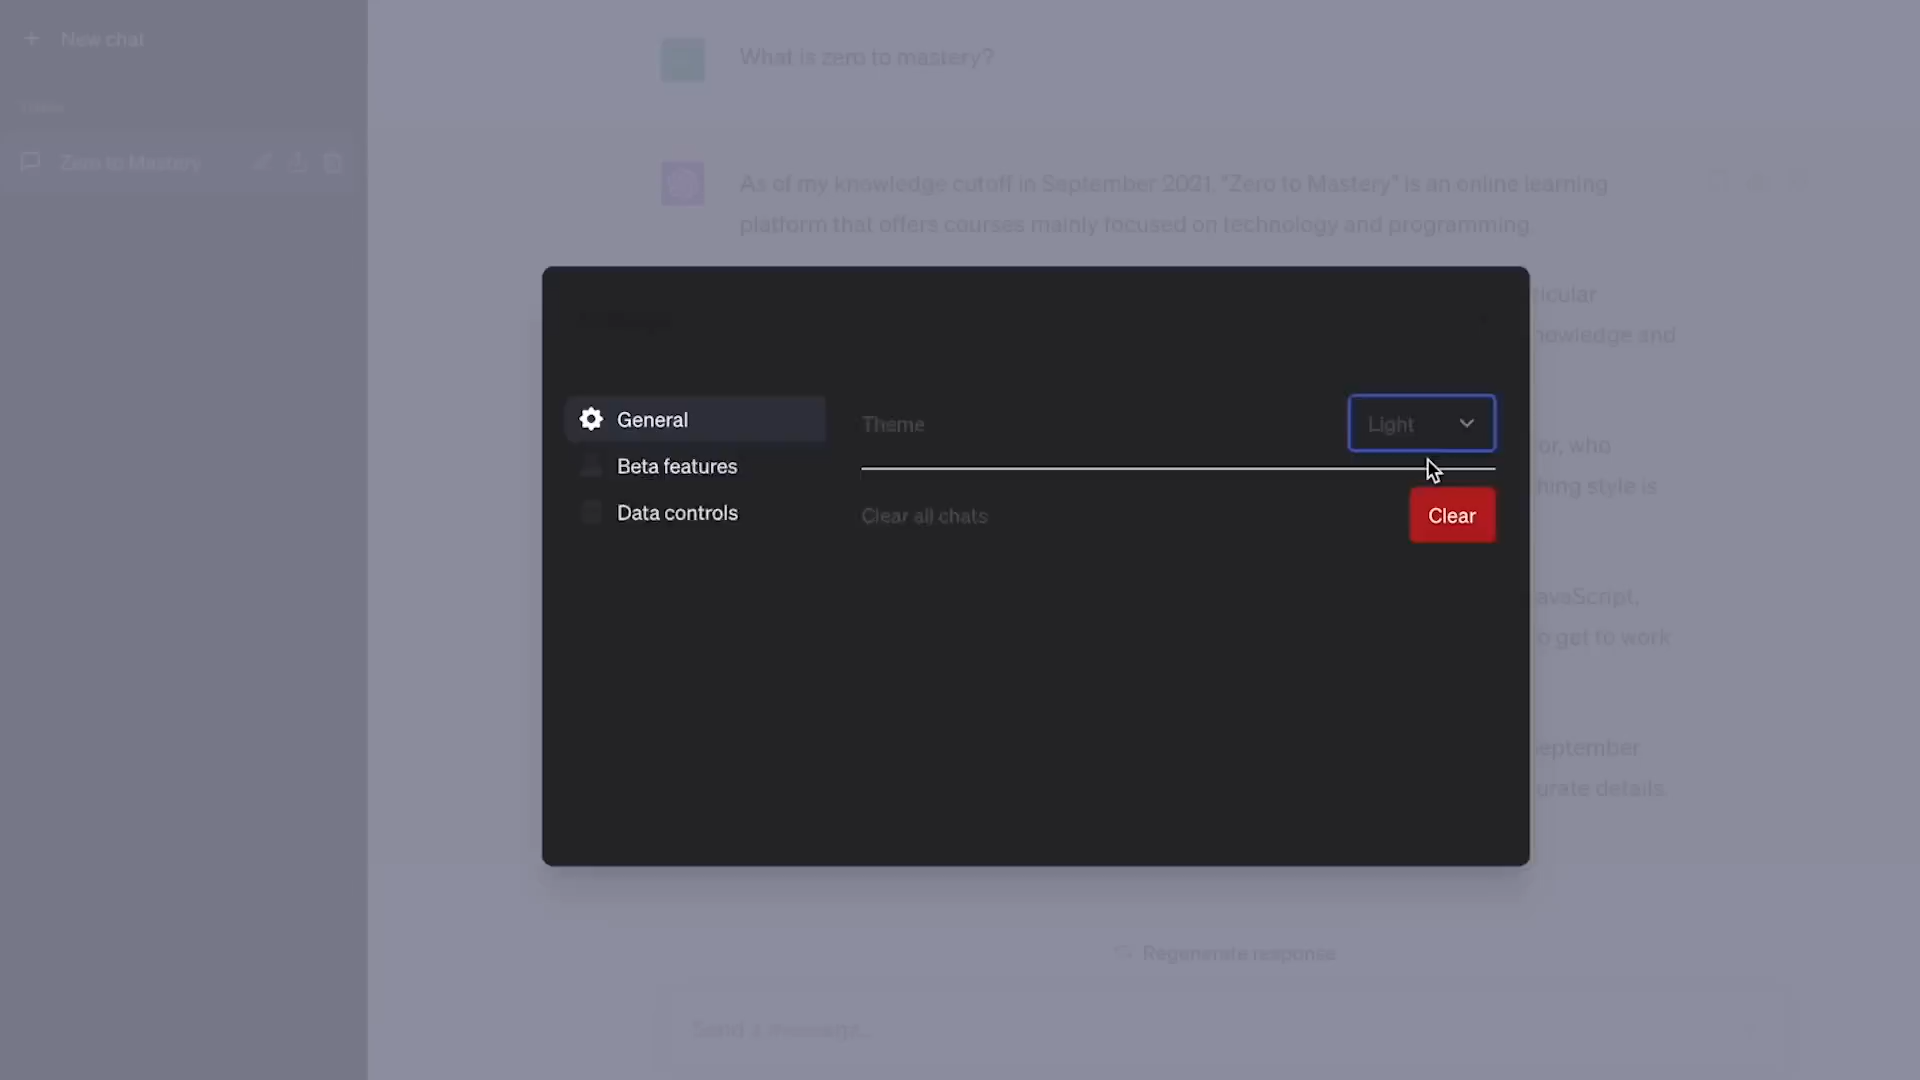 New chat
Zero to Mastery
What is zero to mastery?
As of my knowledge cutoff in September 2021, "Zero to Mastery" is an online learning
platform that offers courses mainly focused on technology and programming.
ticular
nowledge and
or, who
hing style is
avaScript,
o get to work
eptember
urate details.
General
Beta features
Data controls
Theme
Light
Clear all chats
Clear
Regenerate response
Send a message...